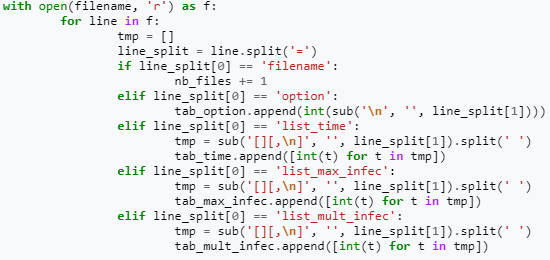 with open(filename, 'r') as f:
        for line in f:
                tmp = []
                line_split = line.split('=')
                if line_split[0] == 'filename':
                        nb_files += 1
                elif line_split[0] == 'option':
                        tab_option.append(int(sub('\n', '', line_split[1])))
                elif line_split[0] == 'list_time':
                        tmp = sub('[][,\n]', '', line_split[1]).split(' ')
                        tab_time.append([int(t) for t in tmp])
                elif line_split[0] == 'list_max_infec':
                        tmp = sub('[][,\n]', '', line_split[1]).split(' ')
                        tab_max_infec.append([int(t) for t in tmp])
                elif line_split[0] == 'list_mult_infec':
                        tmp = sub('[][,\n]', '', line_split[1]).split(' ')
                        tab_mult_infec.append([int(t) for t in tmp])